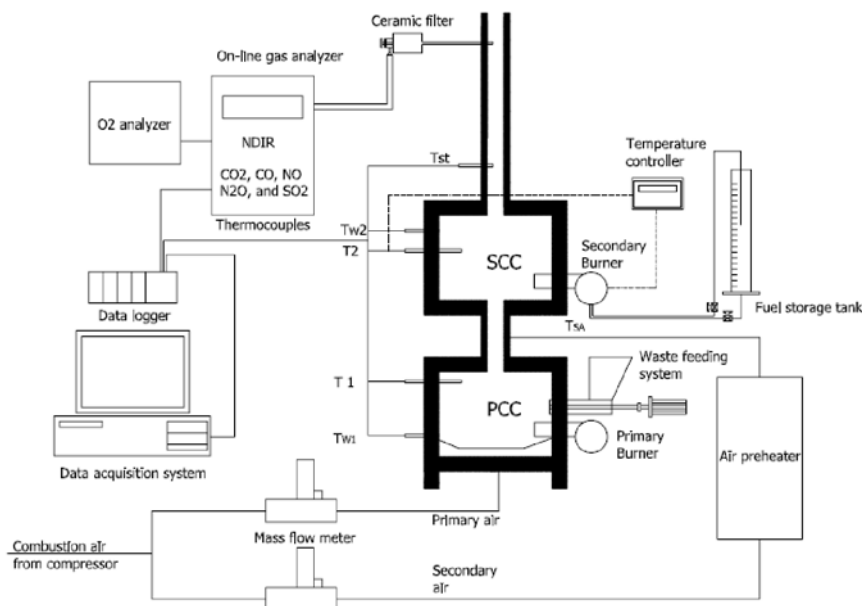 Ceramic filter
On-line gas analyzer
O2 analyzer
NDIR
CO2, CO, NO
N2O, and SO2
Thermocouples
Tst
Temperature
controller
Tw2
T2
SCC
Secondary
Burner
Fuel storage tank
Data logger
TSA
Waste feeding
system
T 1
PCC
Tw1
Primary
Burner
Air preheater
Data acquisition system
Primary air
Mass flow meter
Combustion air
from compressor
Secondary
air